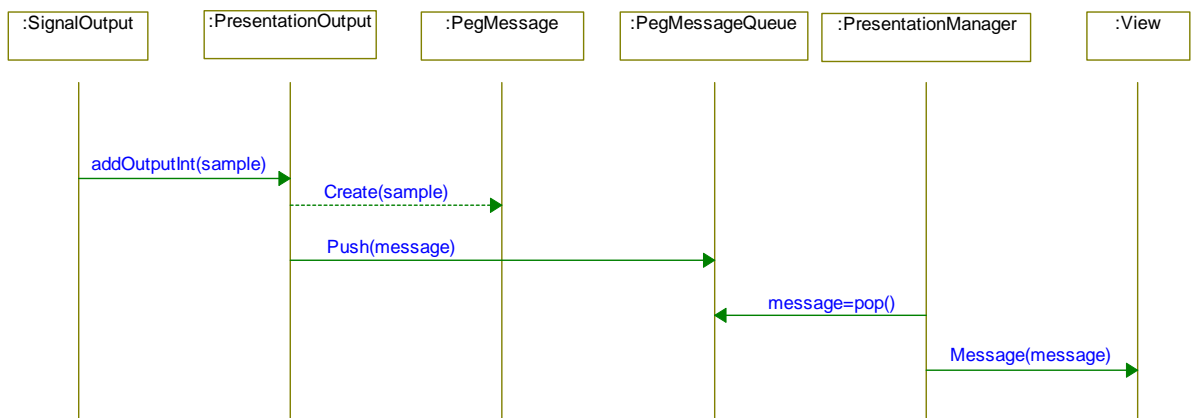 :SignalOutput
:PresentationOutput
:PegMessage
:PegMessageQueue
:PresentationManager
:View
addOutputInt(sample)
Create(sample)
Push(message)
message=pop()
Message(message)